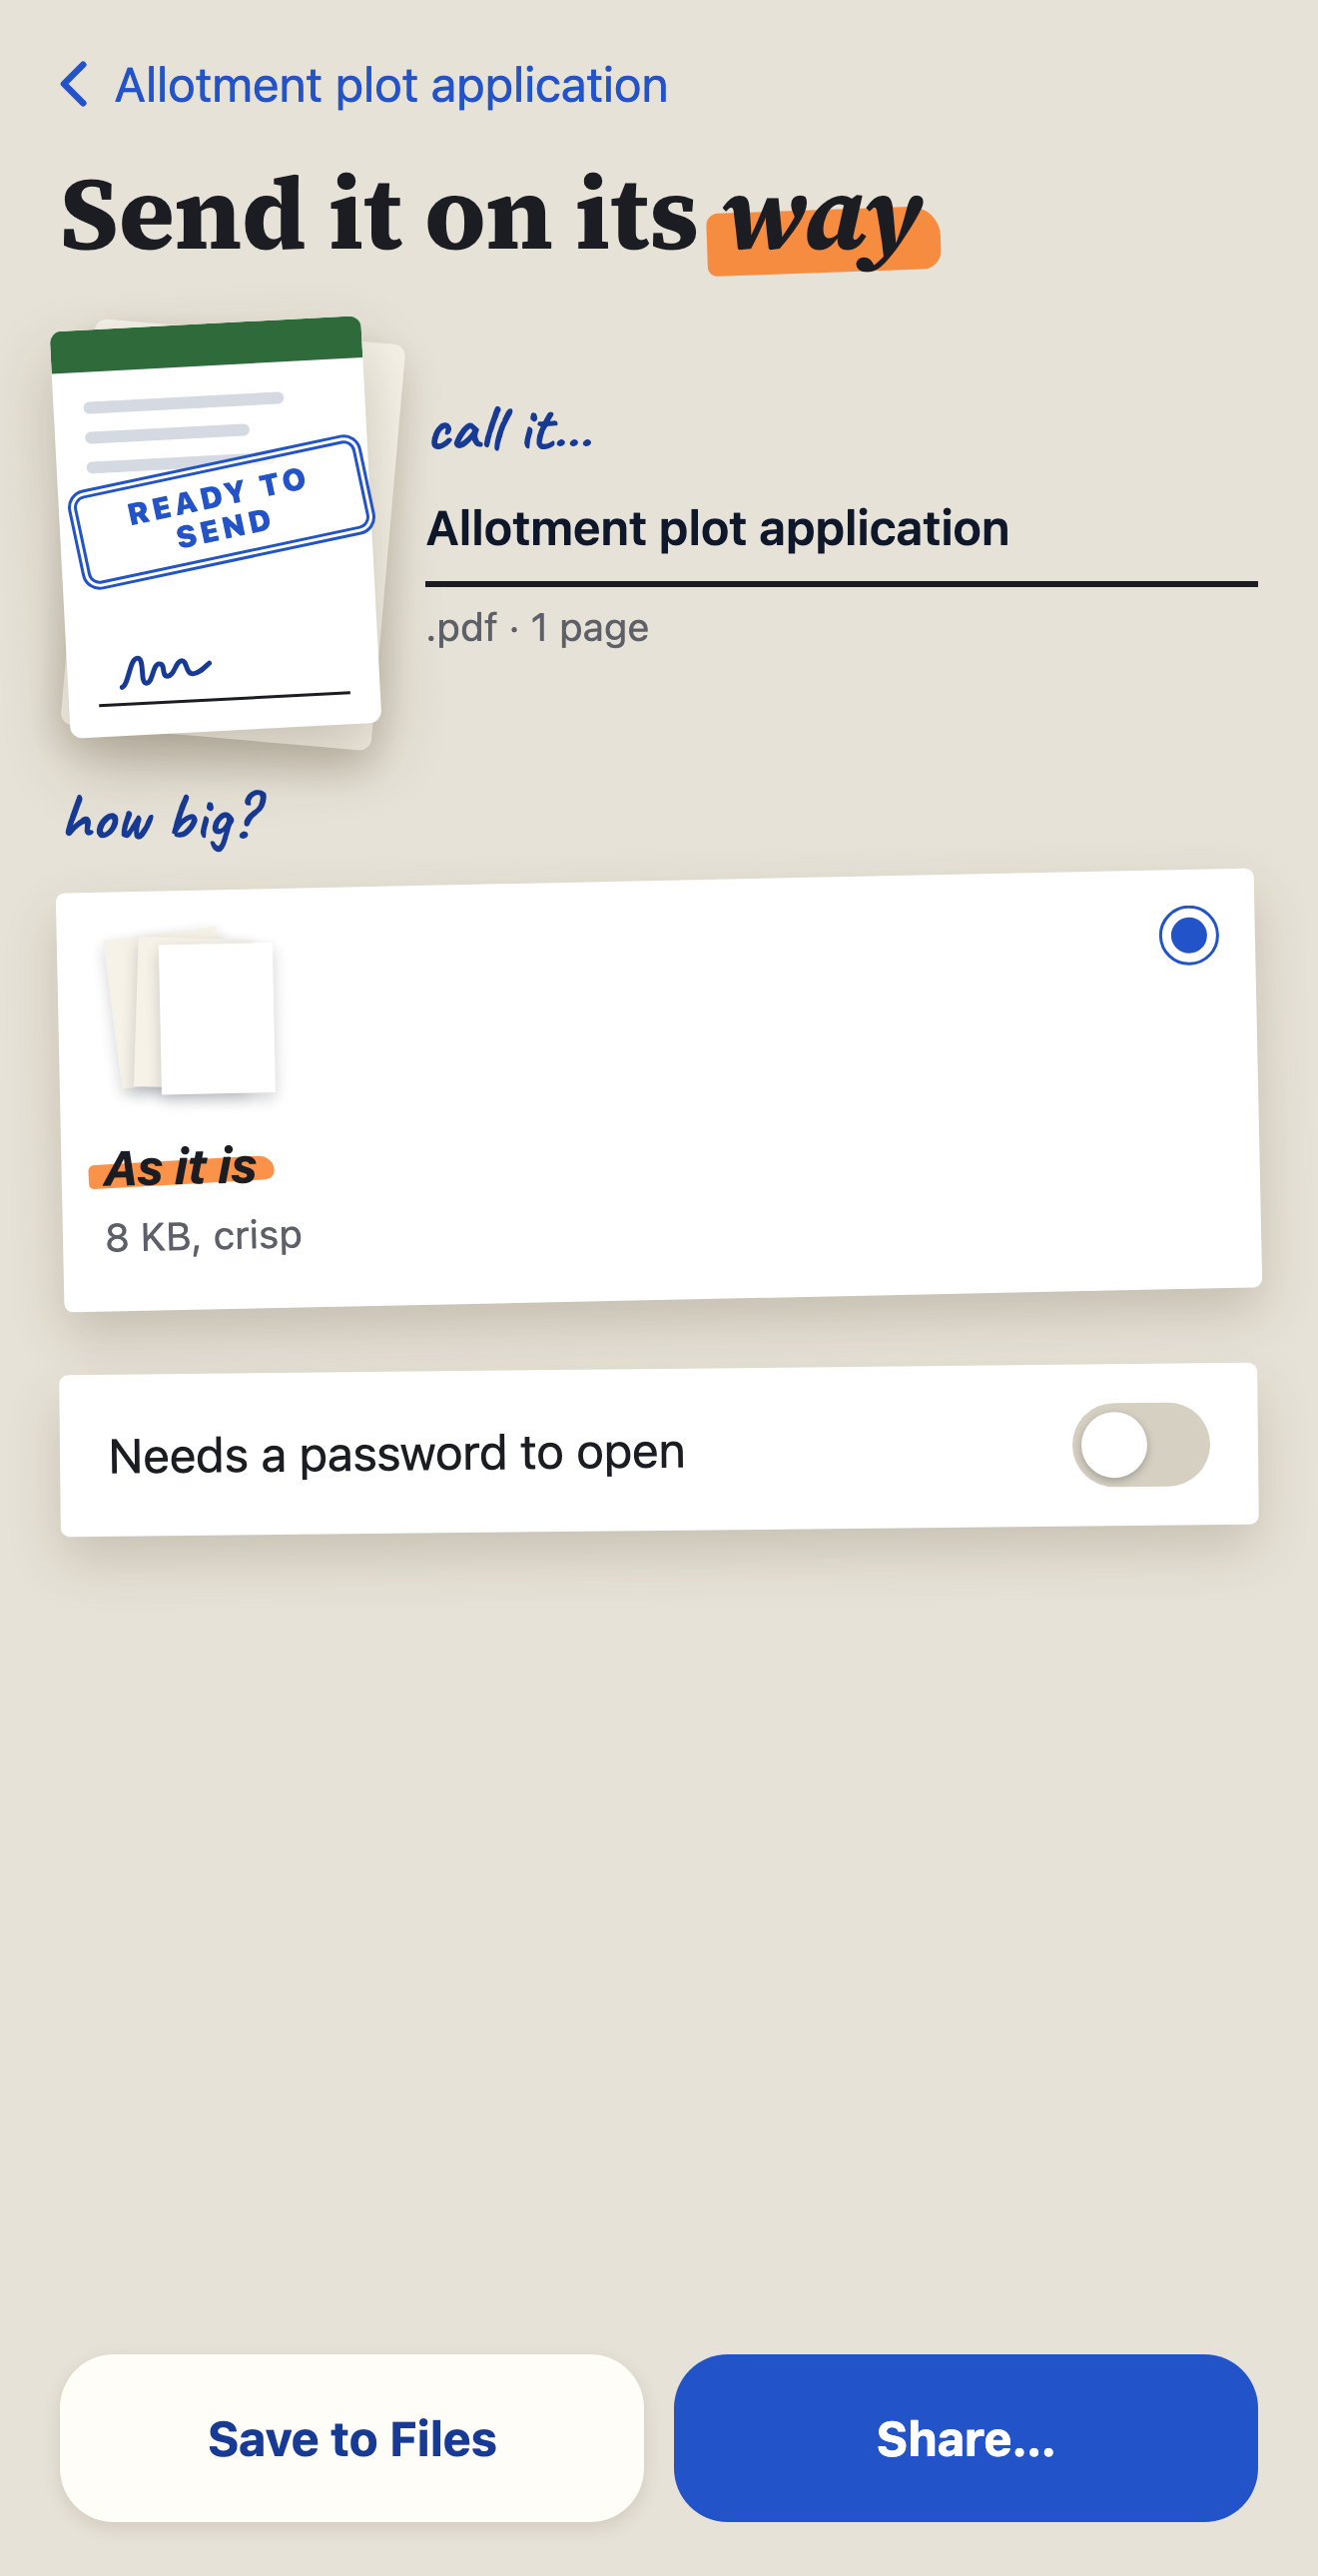 Allotment plot application
Send it on its way
READY TO
SEND
call it...
Allotment plot application
.pdf · 1 page
how big?
As it is
8 KB, crisp
Needs a password to open
Save to Files
Share...